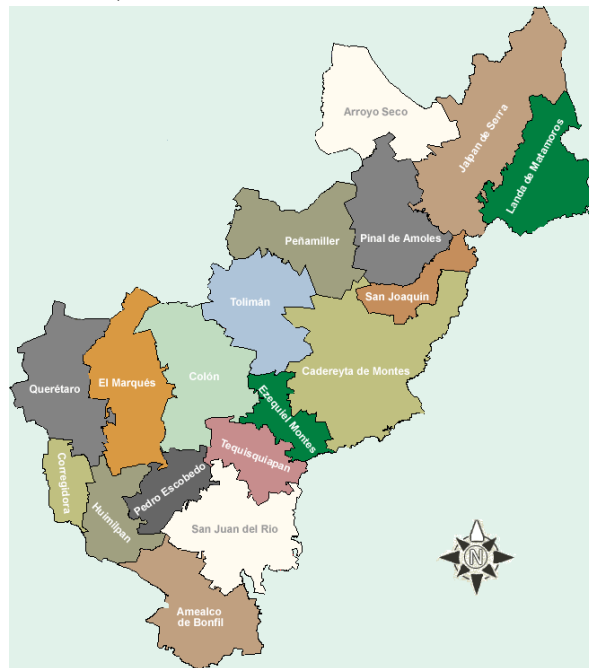 Arroyo Seco
Jalpan de Serra
Landa de Matamoros
Peñamiller
Pinal de Amoles
Tolimán
San Joaquín
Cadereyta de Montes
Querétaro
El Marqués
Colón
Ezequiel Montes
Tequisquiapan
Corregidora
Huimilpan
Pedro Escobedo
San Juan del Rio
Amealco
de Bonfil
N